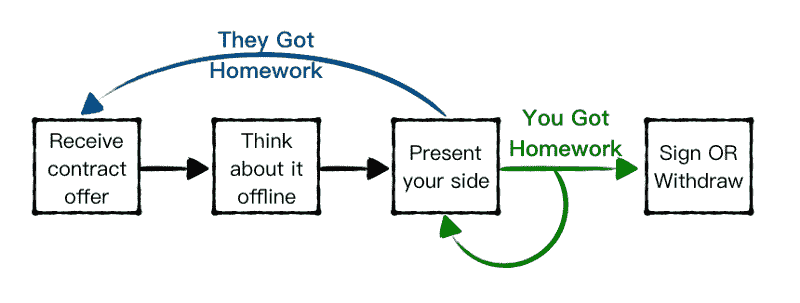 They Got
Homework
Receive
contract
offer
Think
about it
offline
Present
your side
You Got
Homework
Sign OR
Withdraw